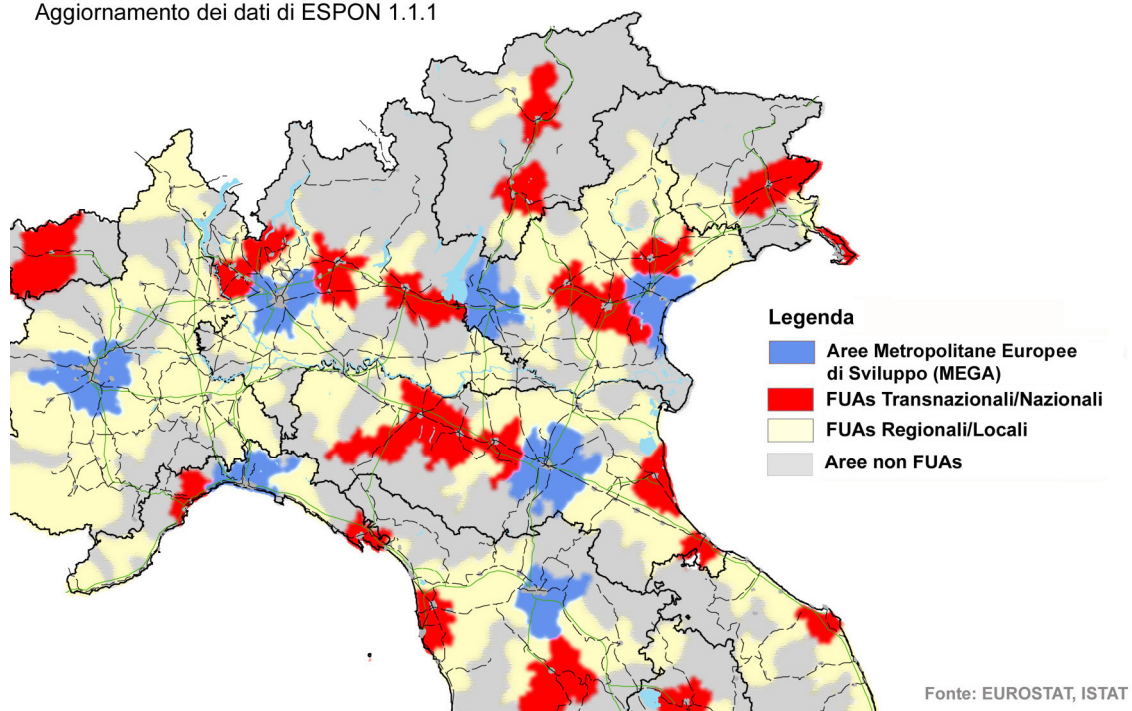 Aggiornamento dei dati di ESPON 1.1.1
Legenda
Aree Metropolitane Europee
di Sviluppo (MEGA)
FUAs Transnazionali/Nazionali
FUAs Regionali/Locali
Aree non FUAs
Fonte: EUROSTAT, ISTAT